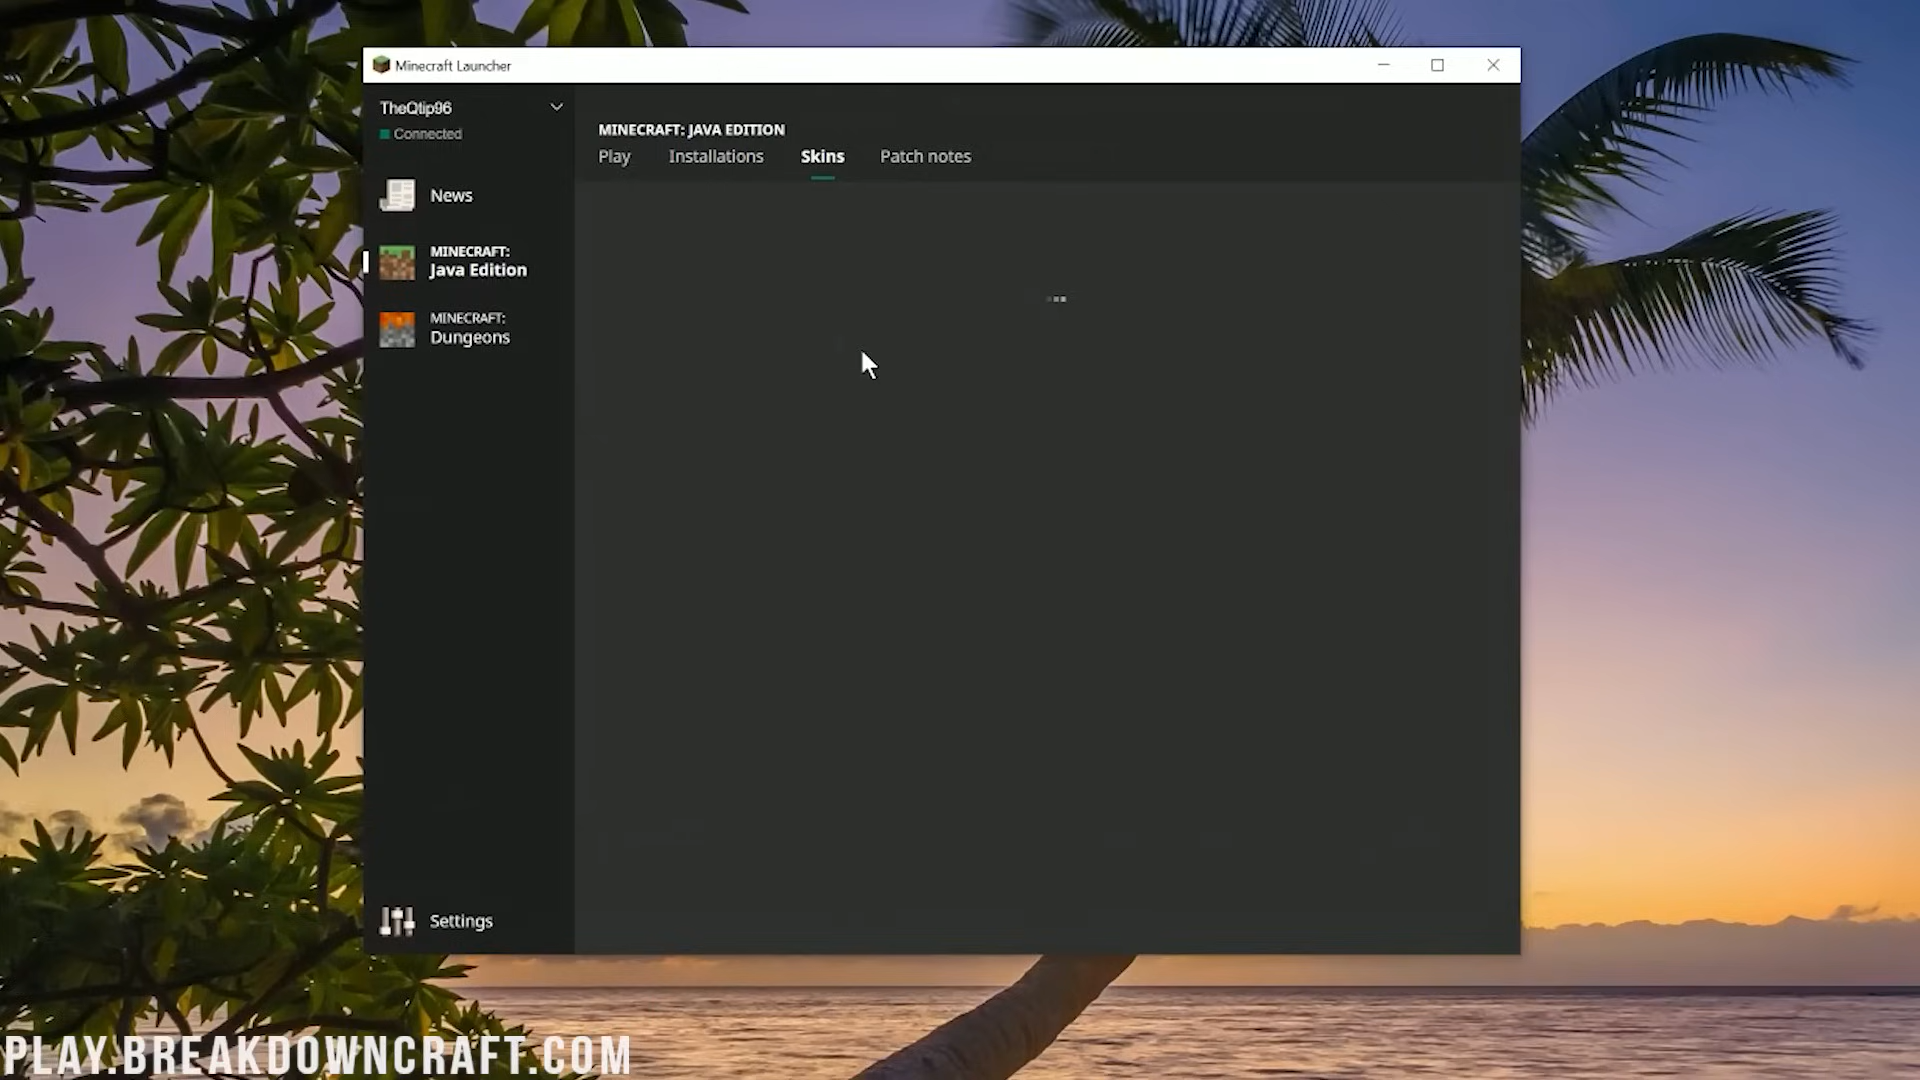 Minecraft Launcher
TheQtip96
Connected
News
MINECRAFT:
Java Edition
MINECRAFT:
Dungeons
Settings
MINECRAFT: JAVA EDITION
Play Installations Skins Patch notes
PLAY.BREAKDOWNCRAFT.COM